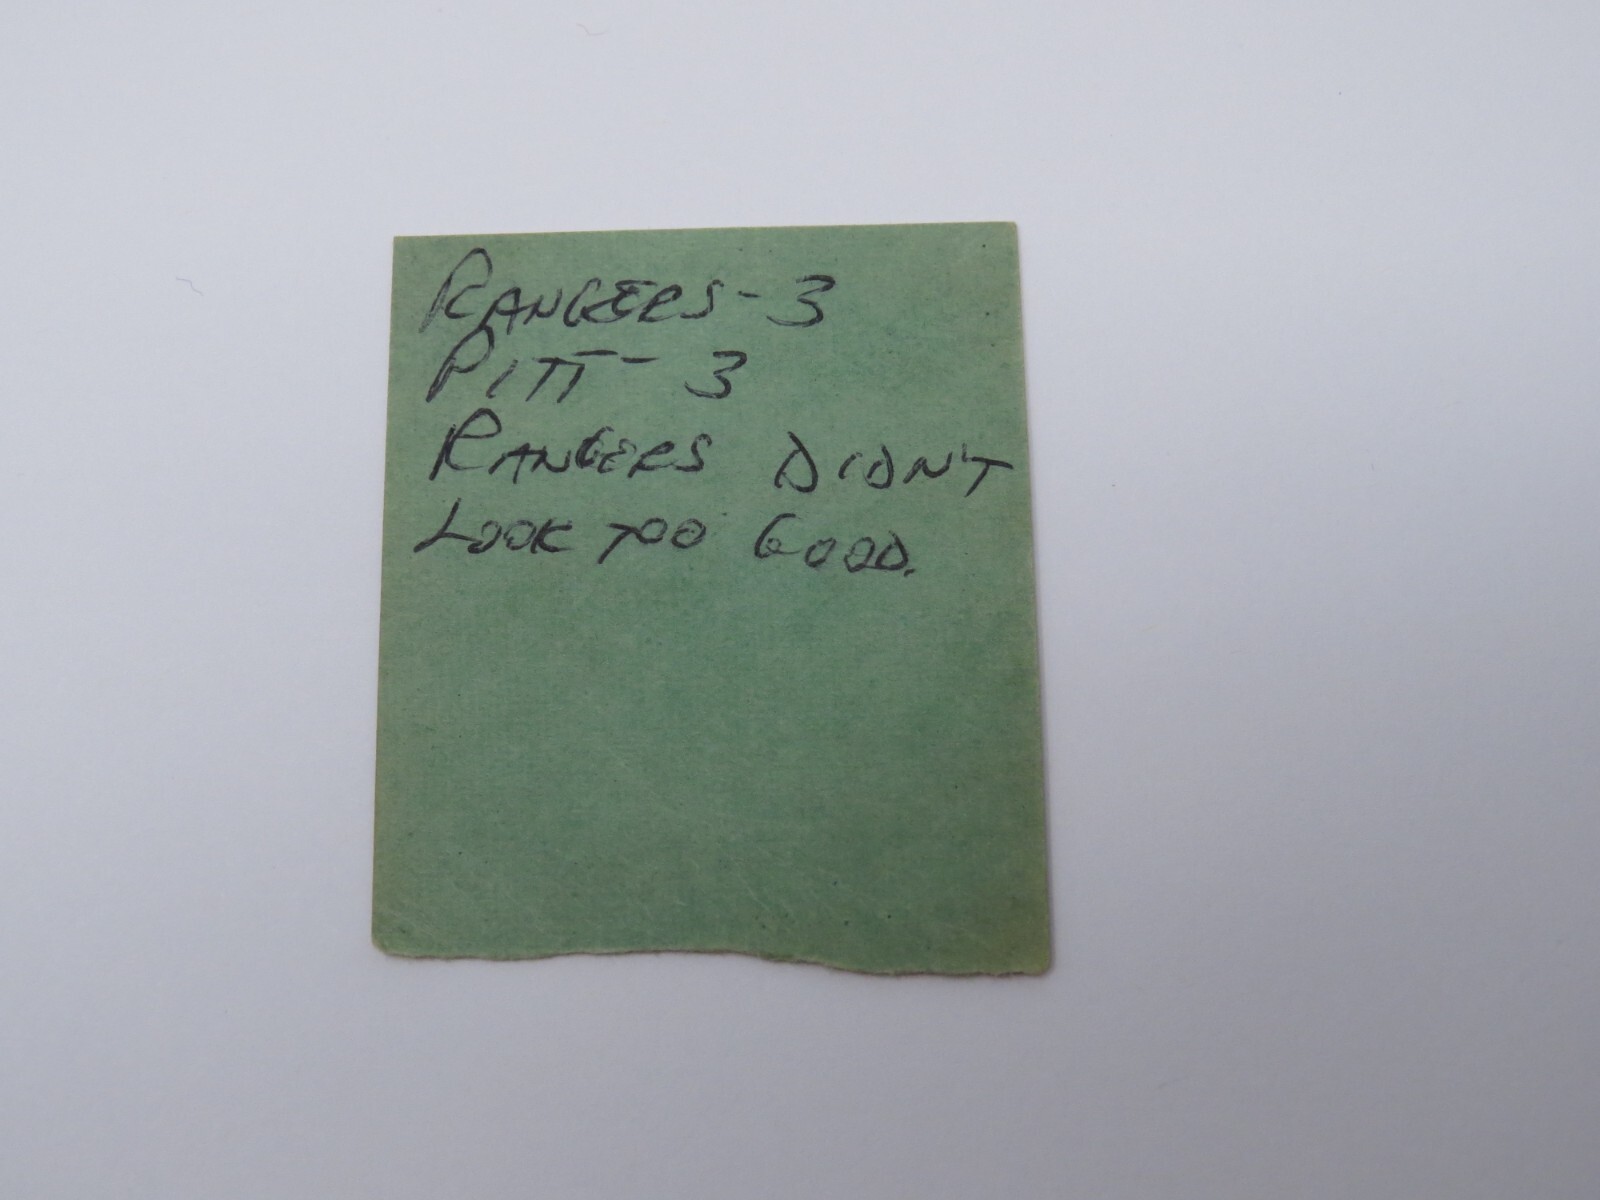 RANGERS - 3
PITT - 3
RANGERS DIDN'T
LOOK TOO GOOD.